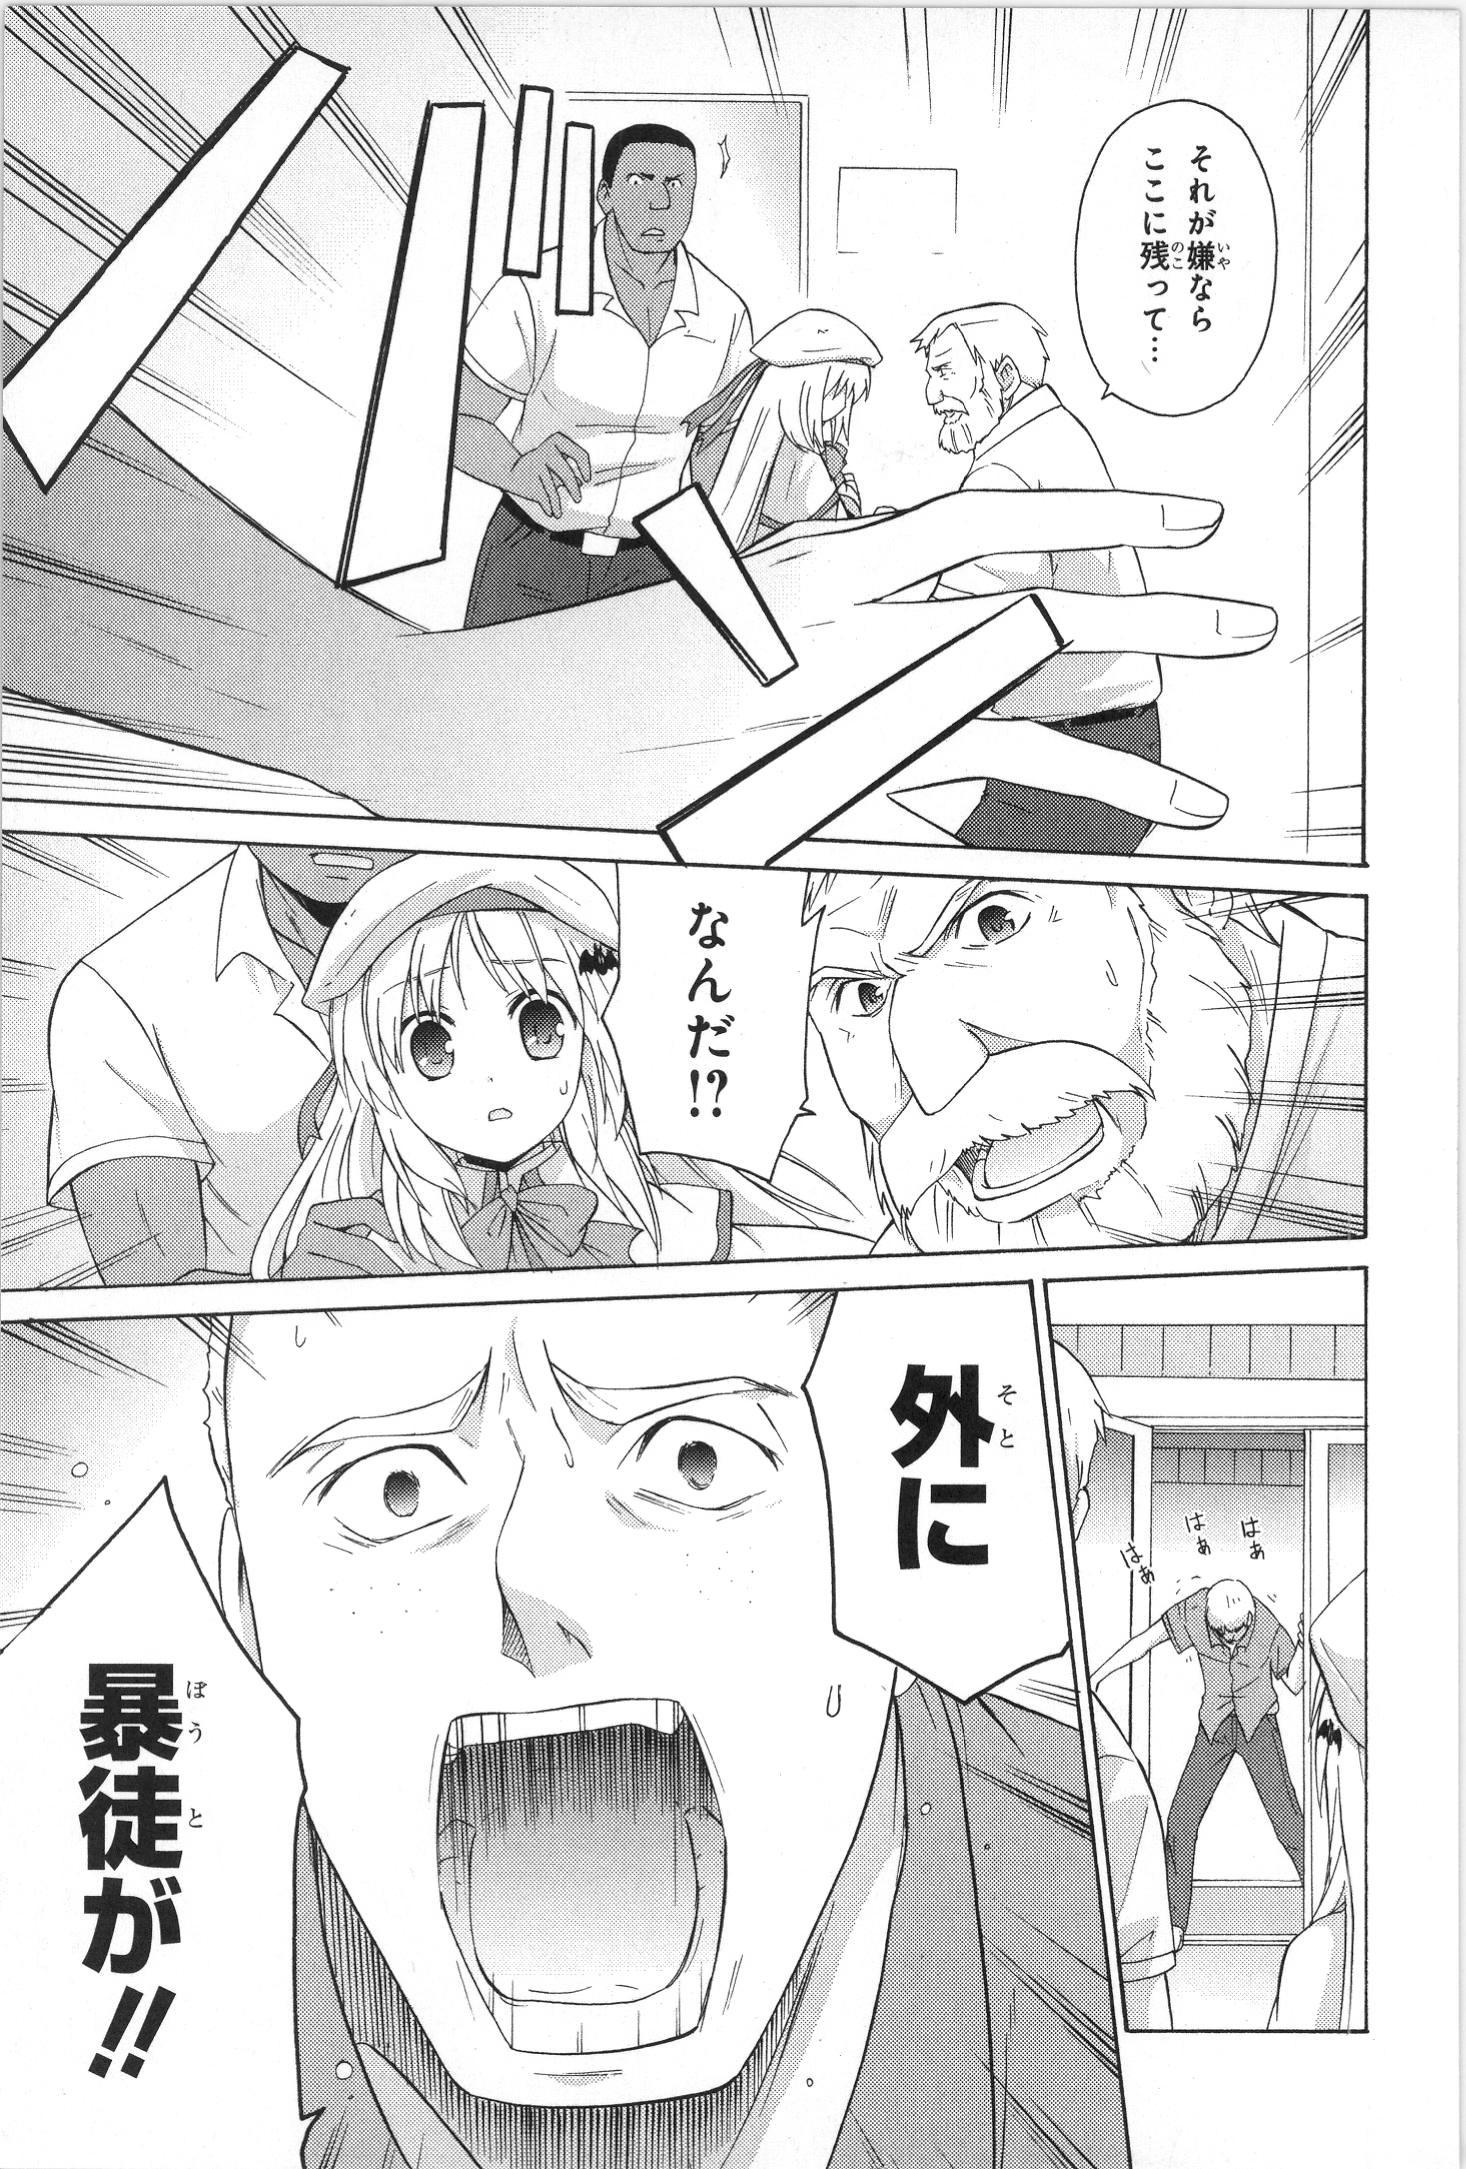 それが嫌なら
ここに残って…
なんだ!?
はぁ
はぁ
はぁ
外に
暴徒が!!